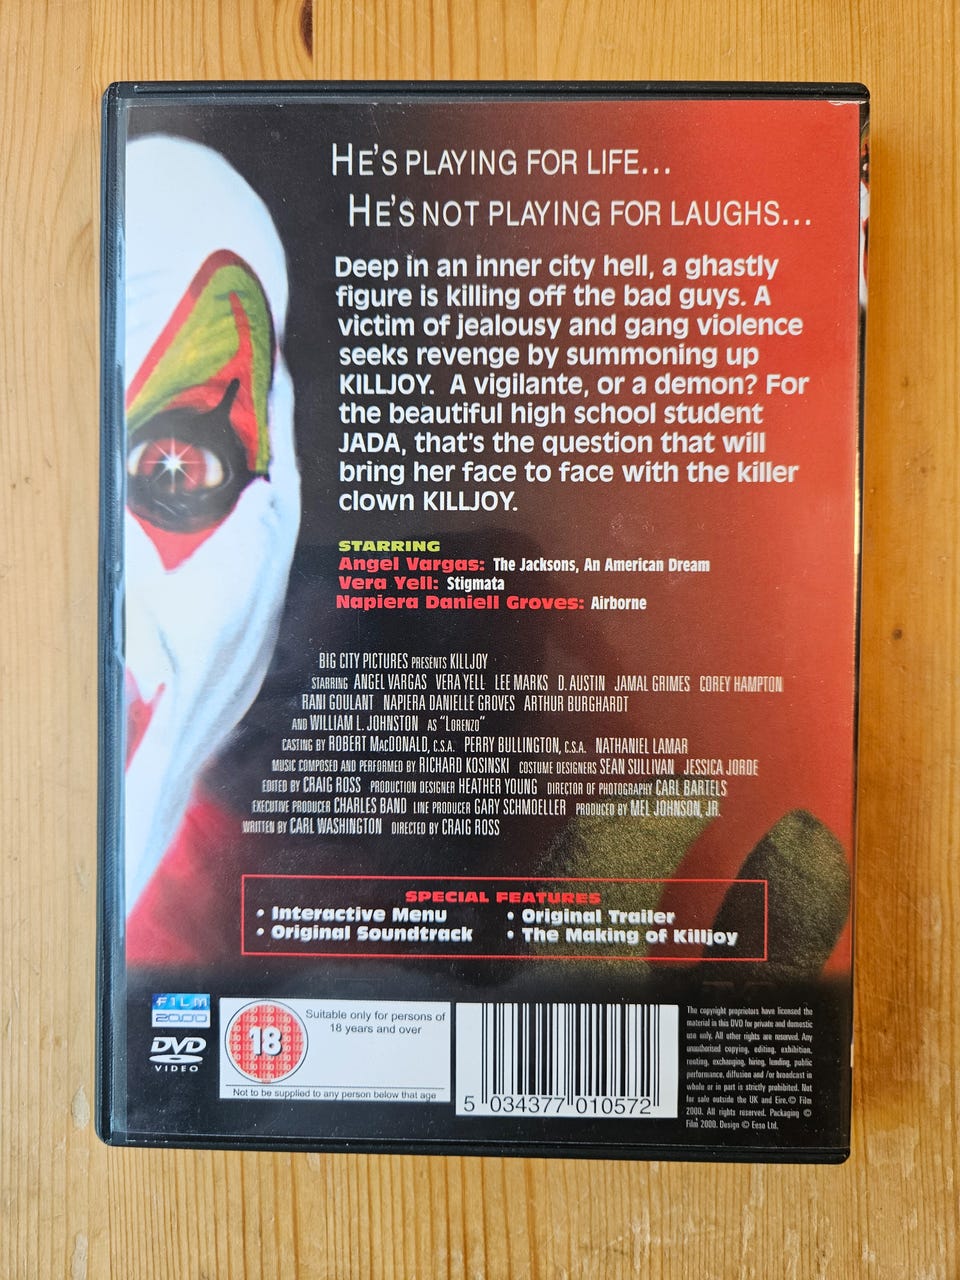 HE'S PLAYING FOR LIFE...
HE'S NOT PLAYING FOR LAUGHS...
Deep in an inner city hell, a ghastly
figure is killing off the bad guys. A
victim of jealousy and gang violence
seeks revenge by summoning up
KILLJOY. A vigilante, or a demon? For
the beautiful high school student
JADA, that's the question that will
bring her face to face with the killer
clown KILLJOY.
STARRING
Angel Vargas: The Jacksons, An American Dream
Vera Yell: Stigmata
Napiera Daniell Groves: Airborne
BIG CITY PICTURES PRESENTS KILLJOY
STARRING ANGEL VARGAS VERA YELL LEE MARKS D. AUSTIN JAMAL GRIMES COREY HAMPTON
RANI GOULANT NAPIERA DANIELLE GROVES ARTHUR BURGHARDT
AND WILLIAM L. JOHNSTON AS "LORENZO"
CASTING BY ROBERT MACDONALD, C.S.A. PERRY BULLINGTON, C.S.A. NATHANIEL LAMAR
MUSIC COMPOSED AND PERFORMED BY RICHARD KOSINSKI COSTUME DESIGNERS SEAN SULLIVAN JESSICA JORDE
EDITED BY CRAIG ROSS PRODUCTION DESIGNER HEATHER YOUNG DIRECTOR OF PHOTOGRAPHY CARL BARTELS
EXECUTIVE PRODUCER CHARLES BAND LINE PRODUCER GARY SCHMOELLER PRODUCED BY MEL JOHNSON, JR.
WRITTEN BY CARL WASHINGTON DIRECTED BY CRAIG ROSS
SPECIAL FEATURES
• Interactive Menu • Original Trailer
• Original Soundtrack • The Making of Killjoy
FILM
2000
DVD
VIDEO
18
Suitable only for persons of
18 years and over
Not to be supplied to any person below that age
5 034377 010572
The copyright proprietors have licensed the
material in this DVD for private and domestic
use only. All other rights are reserved. Any
unauthorised copying, editing, exhibition,
renting, exchanging, hiring, lending, public
performance, diffusion and /or broadcast in
whole or in part is strictly prohibited. Not
for sale outside the UK and Eire. © Film
2000. All rights reserved. Packaging ©
Film 2000. Design © Eeso Ltd.